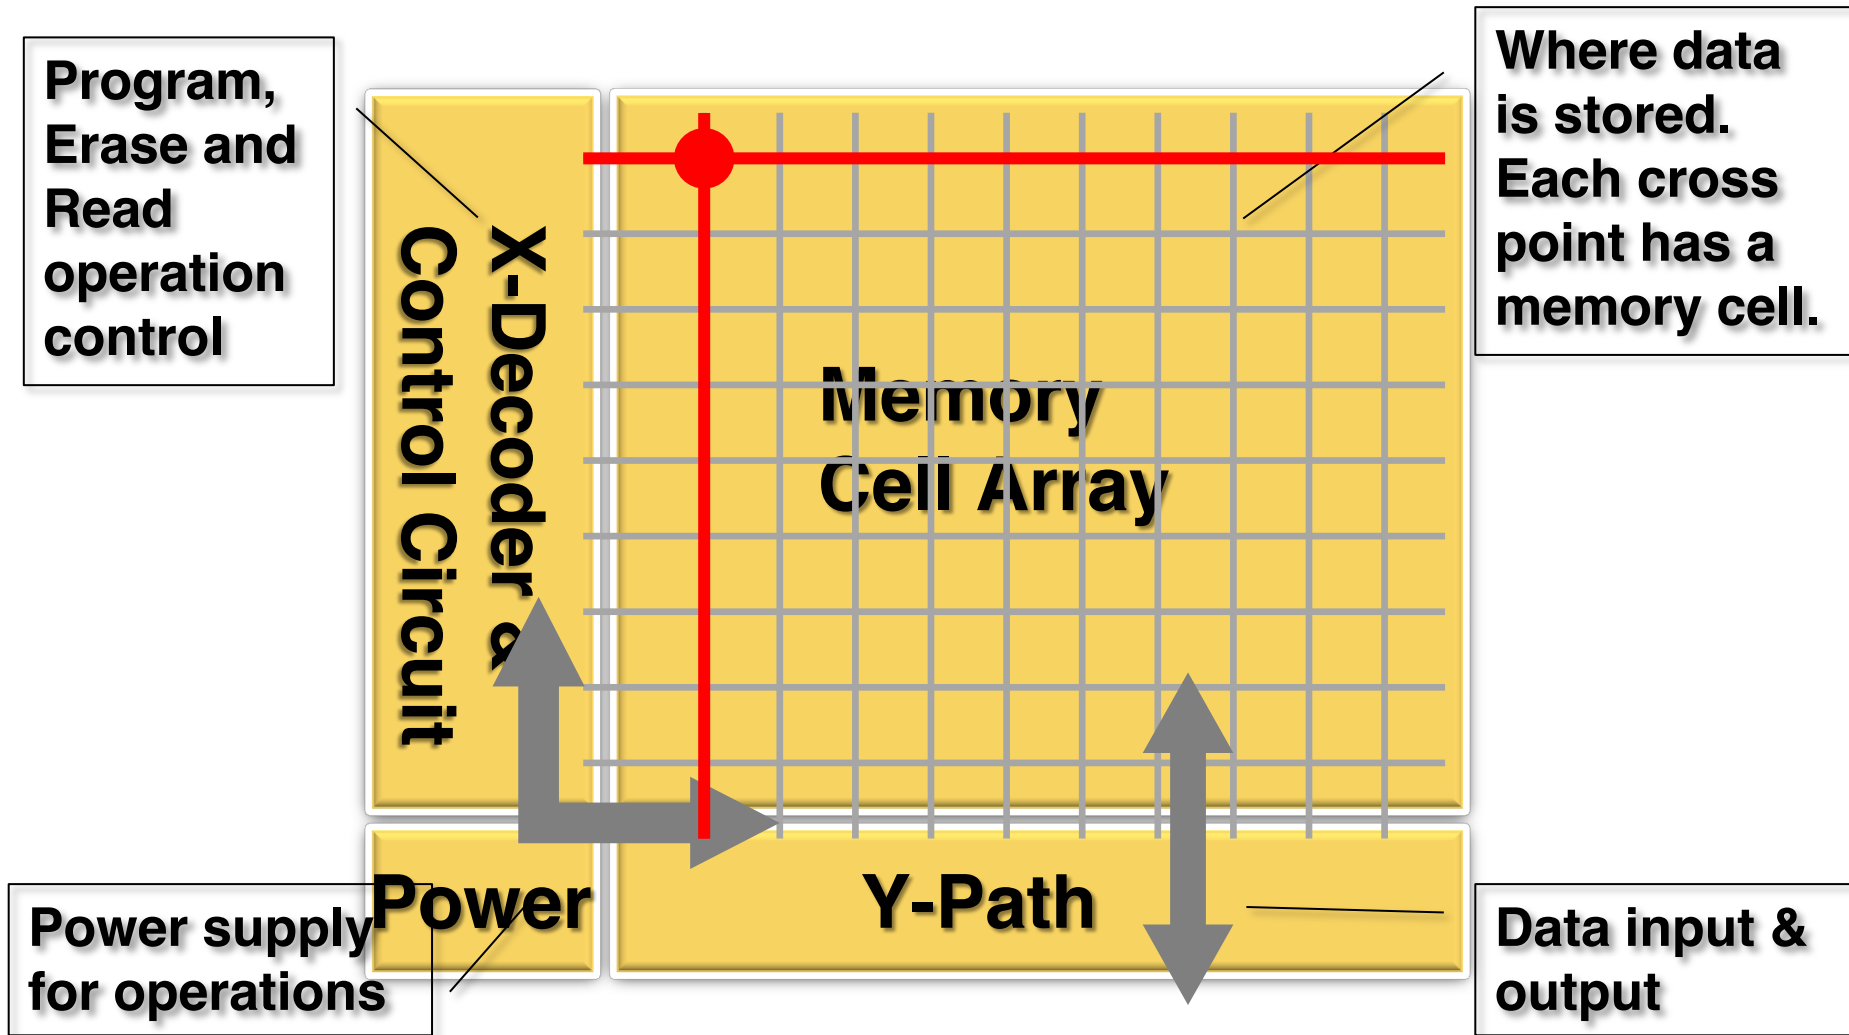 Program,
Erase and
Read
operation
control
Where data
is stored.
Each cross
point has a
memory cell.
X-Decoder &
Control Circuit
Memory
Cell Array
Power
Y-Path
Power supply
for operations
Data input &
output